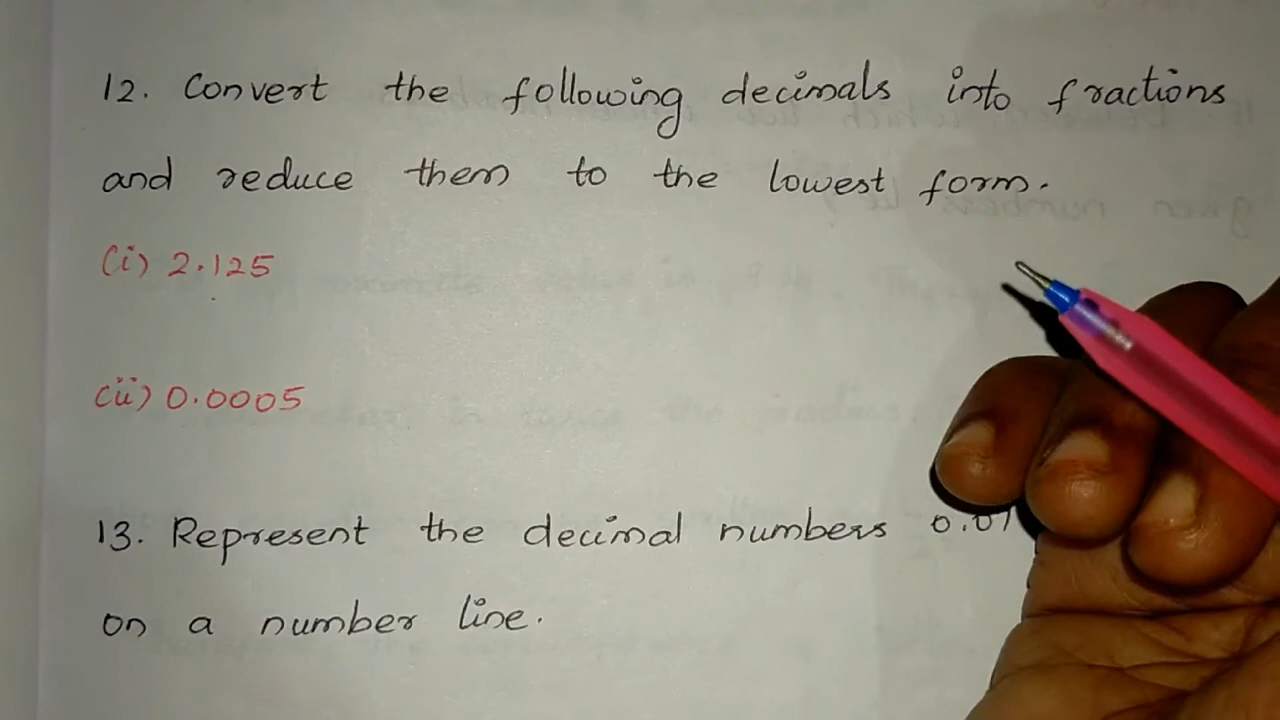 12. Convert the following decimals into fractions
and reduce them to the lowest form.
(i) 2.125
(ii) 0.0005
13. Represent the decimal numbers
on a number line.